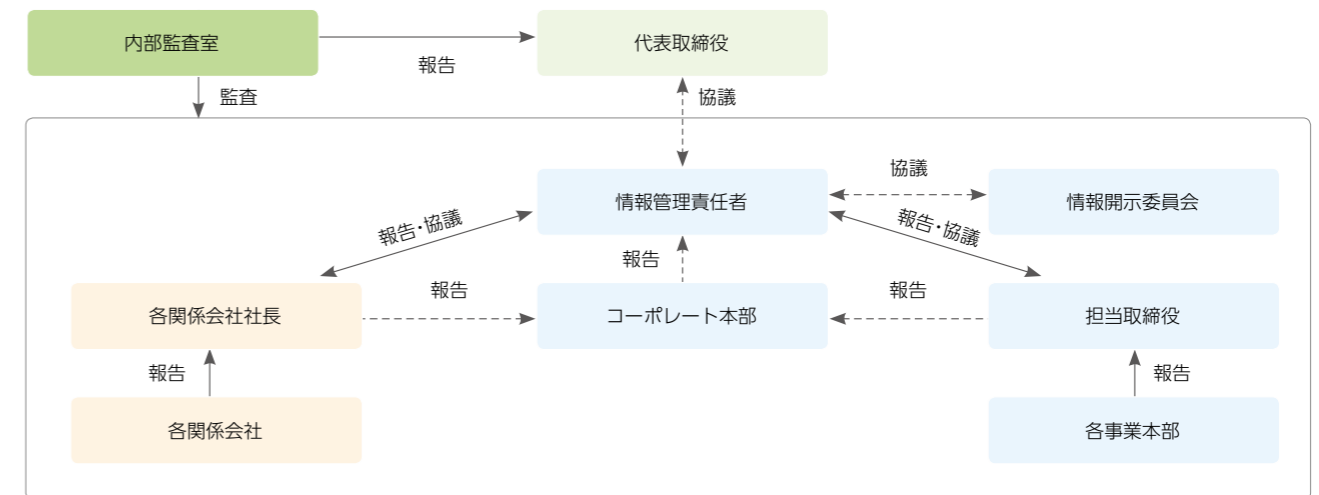 内部監査室
代表取締役
報告
監査
協議
情報管理責任者
協議
情報開示委員会
報告・協議
報告・協議
報告
各関係会社社長
報告
コーポレート本部
報告
担当取締役
報告
報告
各関係会社
各事業本部